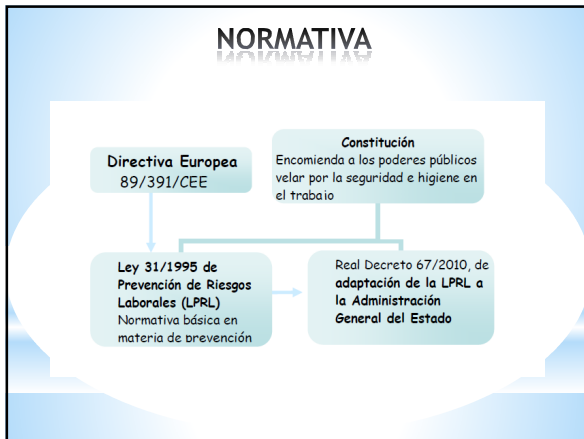 NORMATIVA
Directiva Europea
89/391/CEE
Constitución
Encomienda a los poderes públicos
velar por la seguridad e higiene en
el trabajo
Ley 31/1995 de
Prevención de Riesgos
Laborales (LPRL)
Normativa básica en
materia de prevención
Real Decreto 67/2010, de
adaptación de la LPRL a
la Administración
General del Estado